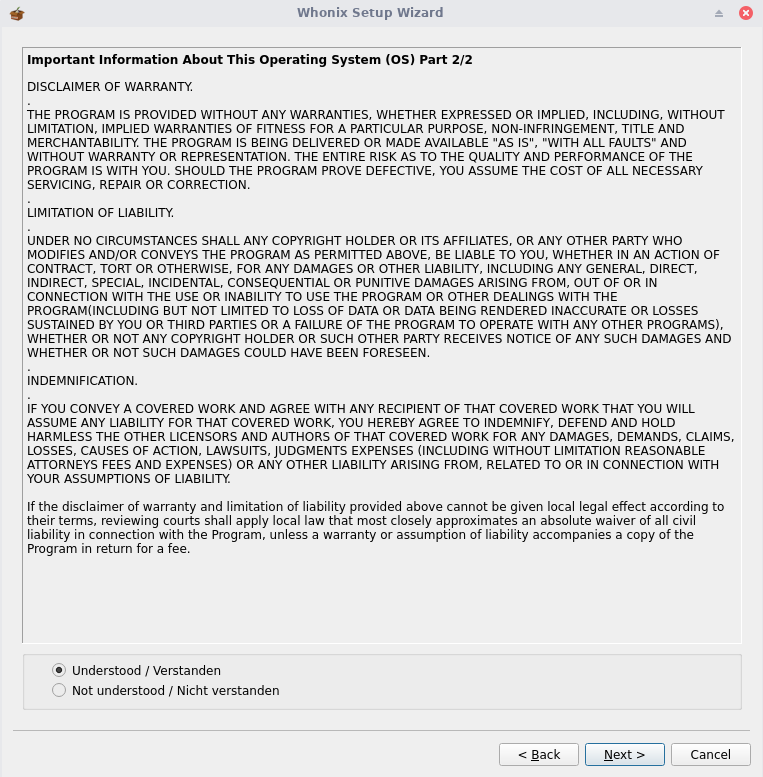 Whonix Setup Wizard
Important Information About This Operating System (OS) Part 2/2
DISCLAIMER OF WARRANTY.
.
THE PROGRAM IS PROVIDED WITHOUT ANY WARRANTIES, WHETHER EXPRESSED OR IMPLIED, INCLUDING, WITHOUT
LIMITATION, IMPLIED WARRANTIES OF FITNESS FOR A PARTICULAR PURPOSE, NON-INFRINGEMENT, TITLE AND
MERCHANTABILITY. THE PROGRAM IS BEING DELIVERED OR MADE AVAILABLE "AS IS", "WITH ALL FAULTS" AND
WITHOUT WARRANTY OR REPRESENTATION. THE ENTIRE RISK AS TO THE QUALITY AND PERFORMANCE OF THE
PROGRAM IS WITH YOU. SHOULD THE PROGRAM PROVE DEFECTIVE, YOU ASSUME THE COST OF ALL NECESSARY
SERVICING, REPAIR OR CORRECTION.
.
LIMITATION OF LIABILITY.
.
UNDER NO CIRCUMSTANCES SHALL ANY COPYRIGHT HOLDER OR ITS AFFILIATES, OR ANY OTHER PARTY WHO
MODIFIES AND/OR CONVEYS THE PROGRAM AS PERMITTED ABOVE, BE LIABLE TO YOU, WHETHER IN AN ACTION OF
CONTRACT, TORT OR OTHERWISE, FOR ANY DAMAGES OR OTHER LIABILITY, INCLUDING ANY GENERAL, DIRECT,
INDIRECT, SPECIAL, INCIDENTAL, CONSEQUENTIAL OR PUNITIVE DAMAGES ARISING FROM, OUT OF OR IN
CONNECTION WITH THE USE OR INABILITY TO USE THE PROGRAM OR OTHER DEALINGS WITH THE
PROGRAM(INCLUDING BUT NOT LIMITED TO LOSS OF DATA OR DATA BEING RENDERED INACCURATE OR LOSSES
SUSTAINED BY YOU OR THIRD PARTIES OR A FAILURE OF THE PROGRAM TO OPERATE WITH ANY OTHER PROGRAMS),
WHETHER OR NOT ANY COPYRIGHT HOLDER OR SUCH OTHER PARTY RECEIVES NOTICE OF ANY SUCH DAMAGES AND
WHETHER OR NOT SUCH DAMAGES COULD HAVE BEEN FORESEEN.
.
INDEMNIFICATION.
.
IF YOU CONVEY A COVERED WORK AND AGREE WITH ANY RECIPIENT OF THAT COVERED WORK THAT YOU WILL
ASSUME ANY LIABILITY FOR THAT COVERED WORK, YOU HEREBY AGREE TO INDEMNIFY, DEFEND AND HOLD
HARMLESS THE OTHER LICENSORS AND AUTHORS OF THAT COVERED WORK FOR ANY DAMAGES, DEMANDS, CLAIMS,
LOSSES, CAUSES OF ACTION, LAWSUITS, JUDGMENTS EXPENSES (INCLUDING WITHOUT LIMITATION REASONABLE
ATTORNEYS FEES AND EXPENSES) OR ANY OTHER LIABILITY ARISING FROM, RELATED TO OR IN CONNECTION WITH
YOUR ASSUMPTIONS OF LIABILITY.
If the disclaimer of warranty and limitation of liability provided above cannot be given local legal effect according to
their terms, reviewing courts shall apply local law that most closely approximates an absolute waiver of all civil
liability in connection with the Program, unless a warranty or assumption of liability accompanies a copy of the
Program in return for a fee.
Understood / Verstanden
Not understood / Nicht verstanden
< Back
Next >
Cancel